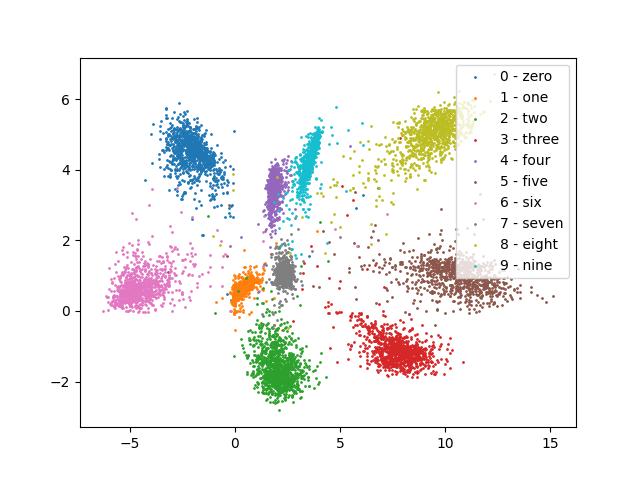 0 - zero
1 - one
2 - two
3 - three
4 - four
5 - five
6 - six
7 - seven
8 - eight
9 - nine
6
4
2
0
−2
−5
0
5
10
15